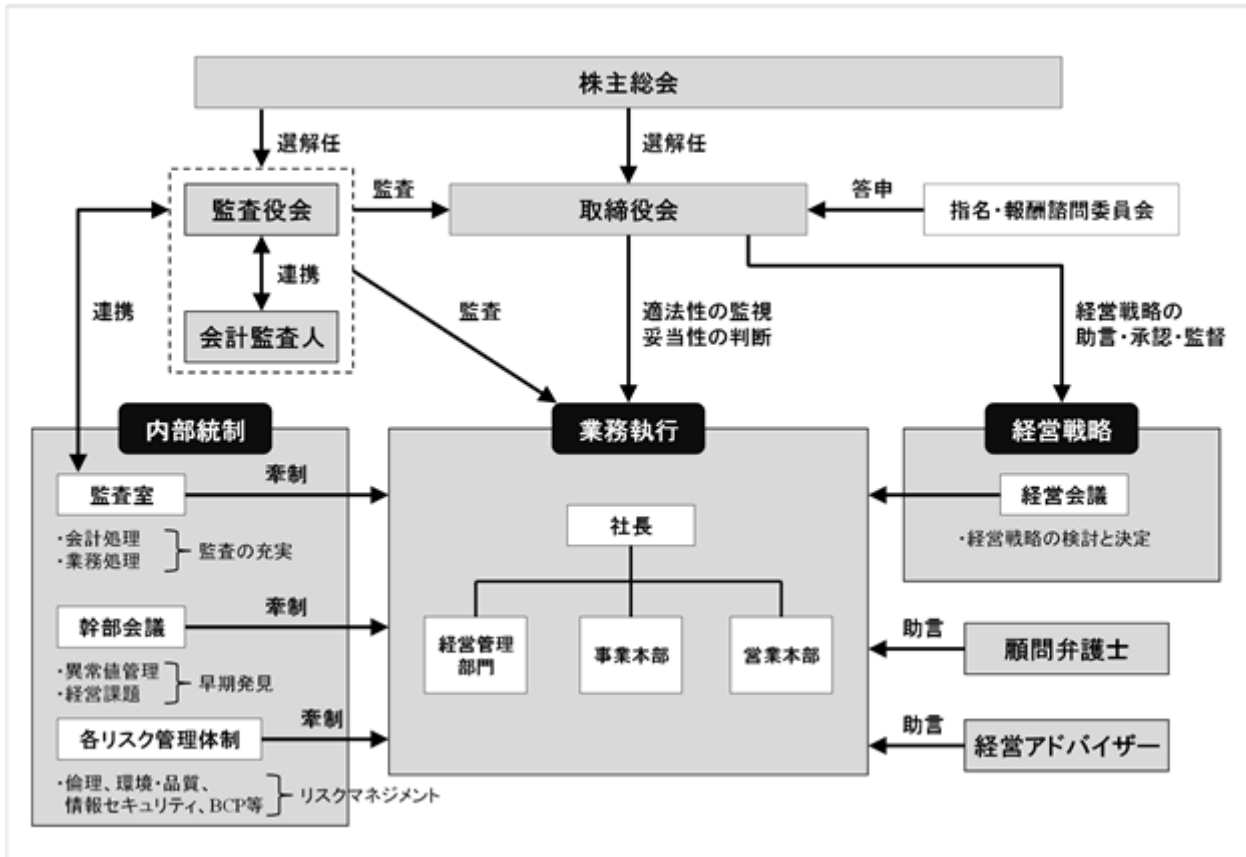 株主総会
選解任
選解任
監査役会
監査
取締役会
答申
指名・報酬諮問委員会
連携
連携
会計監査人
監査
適法性の監視
妥当性の判断
経営戦略の
助言・承認・監督
内部統制
業務執行
経営戦略
監査室
牽制
・会計処理
・業務処理
監査の充実
幹部会議
牽制
・異常値管理
・経営課題
早期発見
各リスク管理体制
牽制
・倫理、環境・品質、
情報セキュリティ、BCP等
リスクマネジメント
社長
経営管理
部門
事業本部
営業本部
経営会議
・経営戦略の検討と決定
助言
顧問弁護士
助言
経営アドバイザー